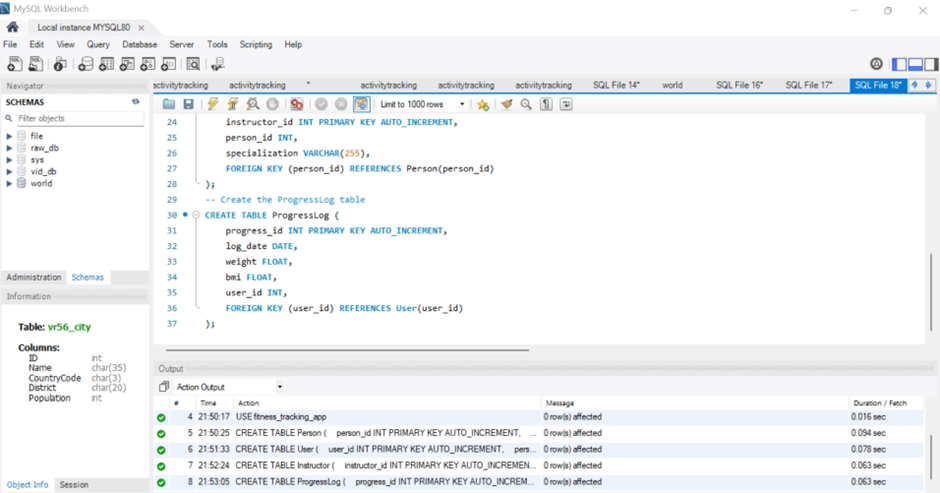 MySQL Workbench
Local instance MYSQL80 ×
File Edit View Query Database Server Tools Scripting Help
Navigator
SCHEMAS
Filter objects
file
raw_db
sys
vid_db
world
Administration Schemas
Information
Table: vr56_city
Columns:
ID int
Name char(35)
CountryCode char(3)
District char(20)
Population int
Object Info Session
activitytracking activitytracking * activitytracking activitytracking activitytracking SQL File 14* world SQL File 16* SQL File 17* SQL File 18*
Limit to 1000 rows
24 instructor_id INT PRIMARY KEY AUTO_INCREMENT,
25 person_id INT,
26 specialization VARCHAR(255),
27 FOREIGN KEY (person_id) REFERENCES Person(person_id)
28 );
29 -- Create the ProgressLog table
30 CREATE TABLE ProgressLog (
31 progress_id INT PRIMARY KEY AUTO_INCREMENT,
32 log_date DATE,
33 weight FLOAT,
34 bmi FLOAT,
35 user_id INT,
36 FOREIGN KEY (user_id) REFERENCES User(user_id)
37 );
Output
Action Output
# Time Action Message Duration / Fetch
4 21:50:17 USE fitness_tracking_app 0 row(s) affected 0.016 sec
5 21:50:25 CREATE TABLE Person ( person_id INT PRIMARY KEY AUTO_INCREMENT, ... 0 row(s) affected 0.094 sec
6 21:51:33 CREATE TABLE User ( user_id INT PRIMARY KEY AUTO_INCREMENT, pers... 0 row(s) affected 0.078 sec
7 21:52:24 CREATE TABLE Instructor ( instructor_id INT PRIMARY KEY AUTO_INCREMEN... 0 row(s) affected 0.063 sec
8 21:53:05 CREATE TABLE ProgressLog ( progress_id INT PRIMARY KEY AUTO_INCREM... 0 row(s) affected 0.063 sec